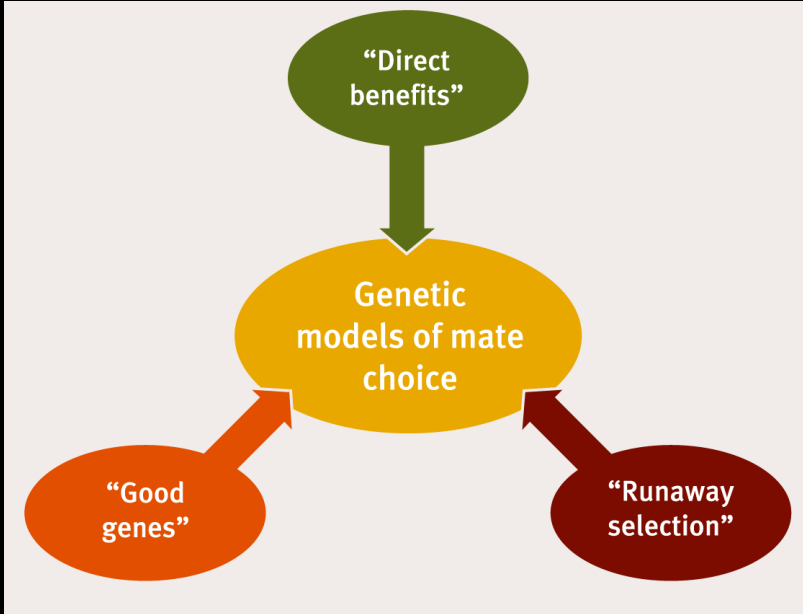 “Direct
benefits”
Genetic
models of mate
choice
“Good
genes”
“Runaway
selection”